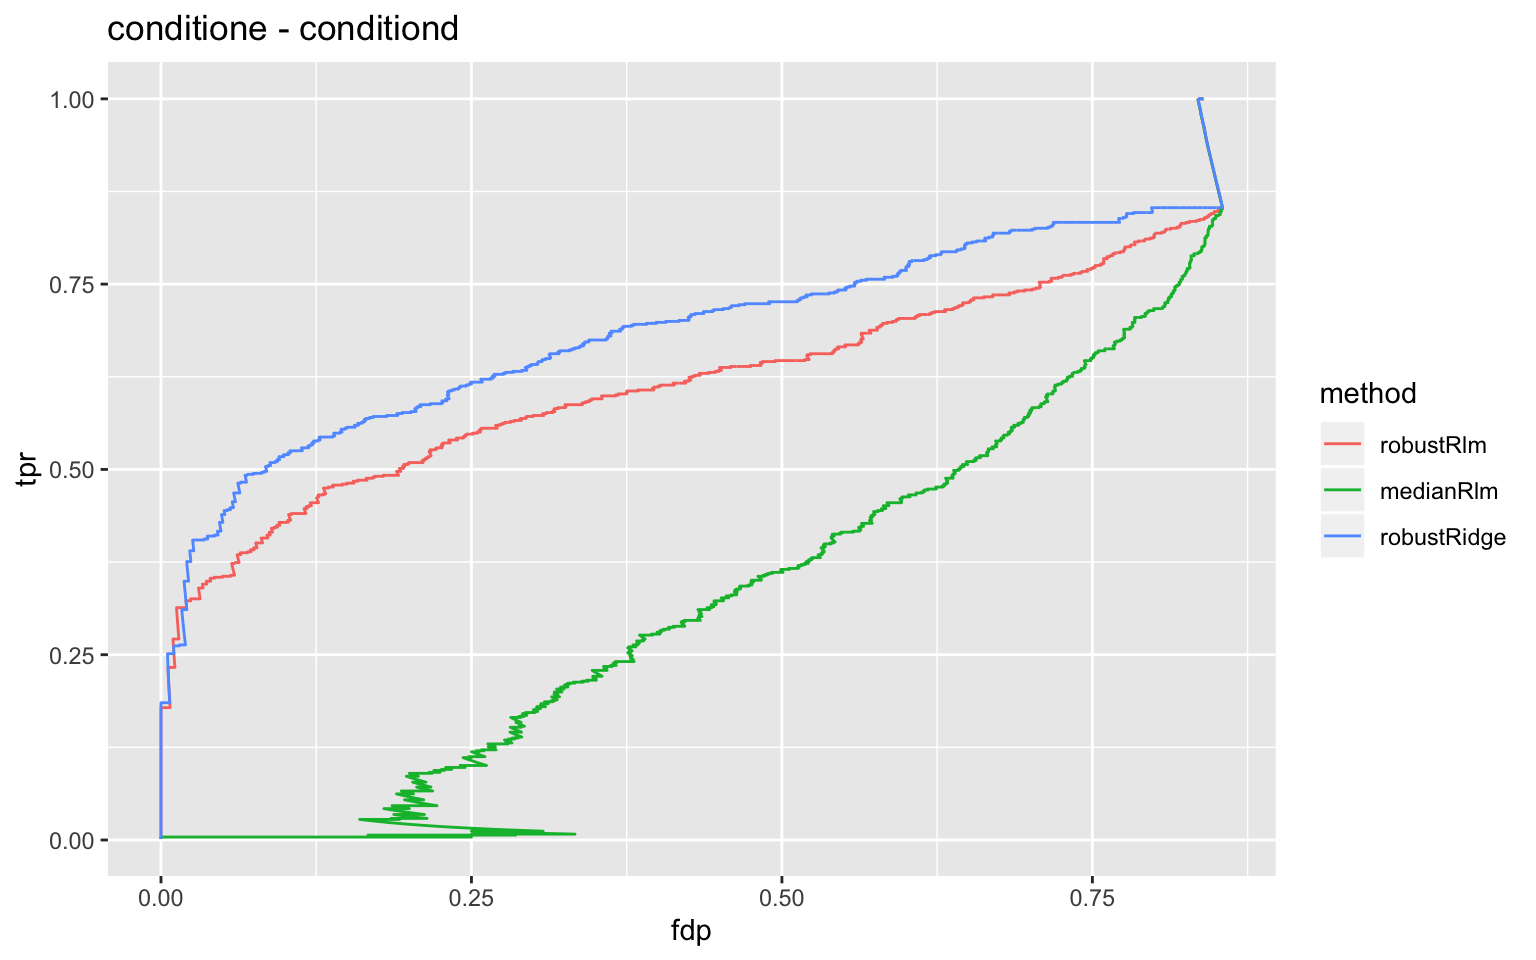 conditione - conditiond
1.00
0.75
0.50
0.25
0.00
tpr
0.00 0.25 0.50 0.75
fdp
method
robustRlm
medianRlm
robustRidge